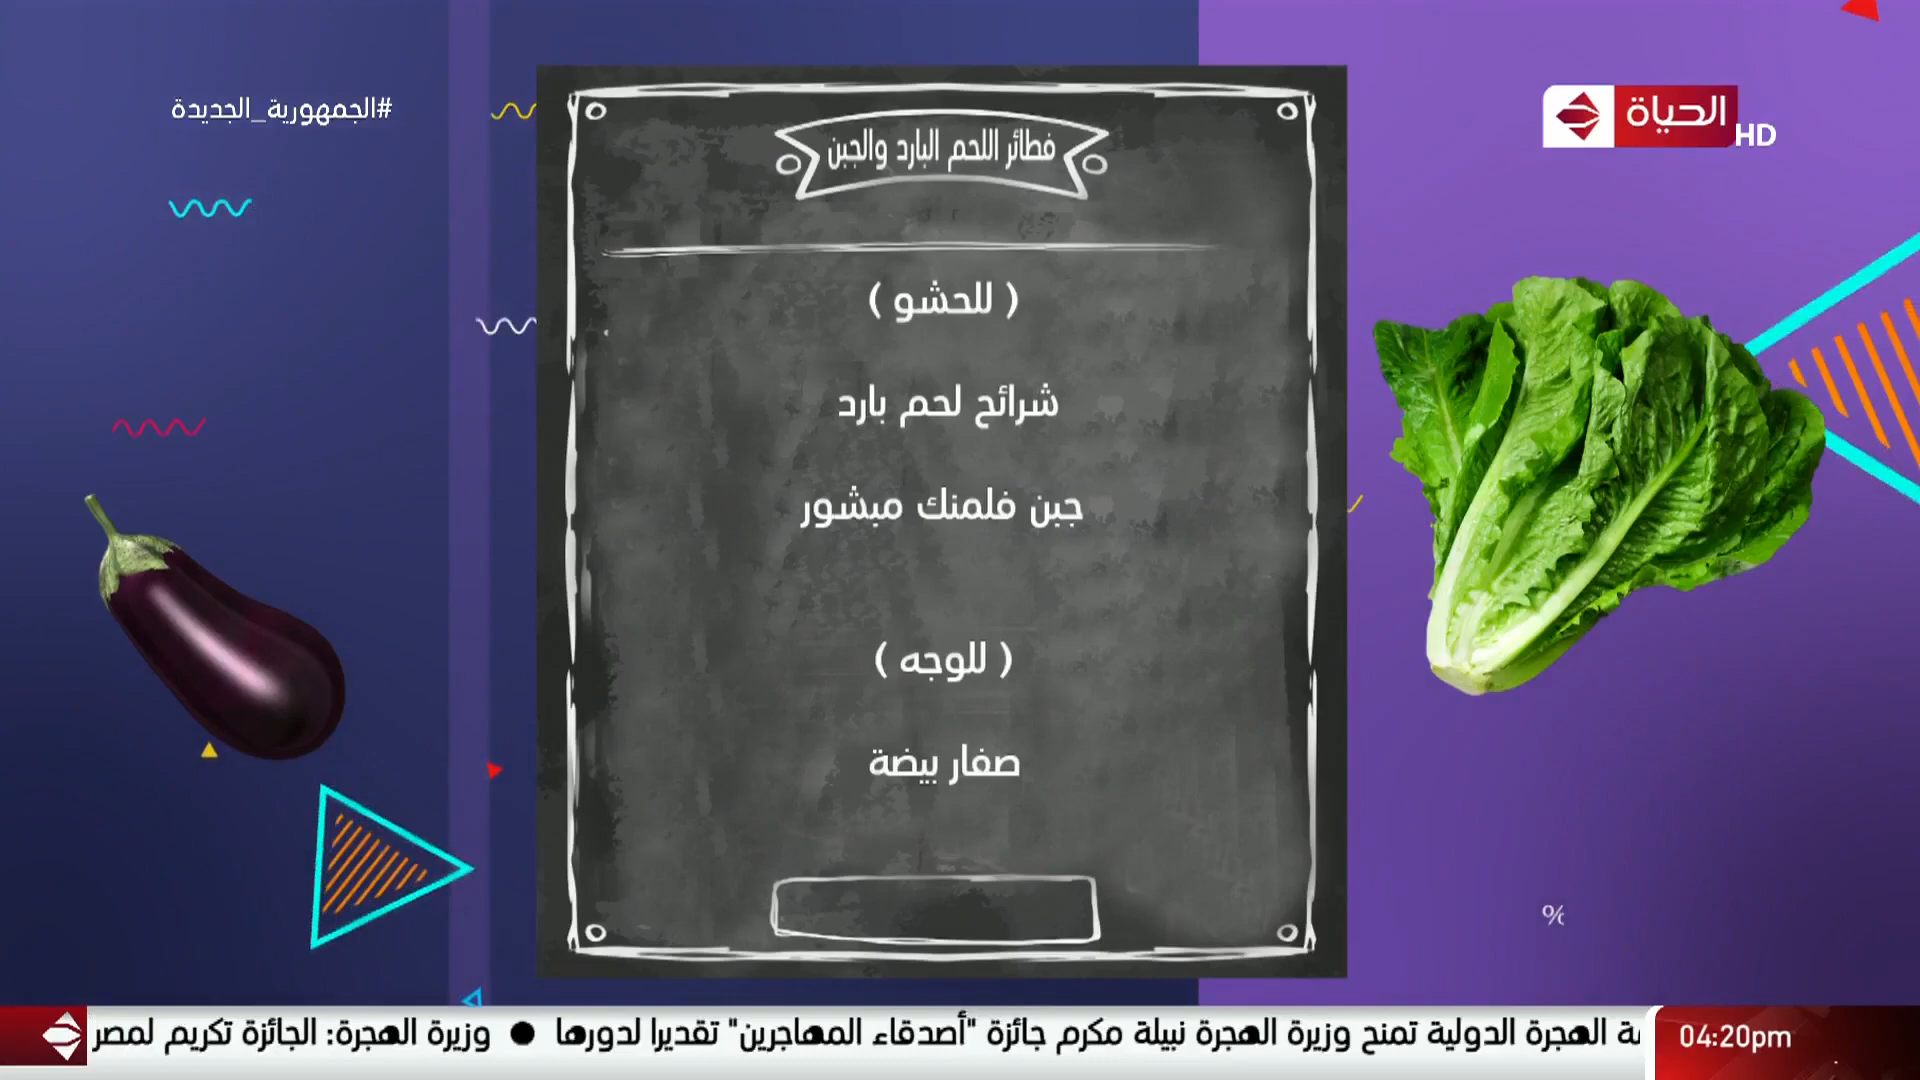 #الجمهورية_الجديدة
الحياة
HD
فطائر اللحم البارد والجبن
( للحشو )
شرائح لحم بارد
جبن فلمنك مبشور
( للوجه )
صفار بيضة
%
الهجرة الدولية تمنح وزيرة الهجرة نبيلة مكرم جائزة "أصدقاء المهاجرين" تقديرا لدورها ● وزيرة الهجرة: الجائزة تكريم لمصر
04:20pm